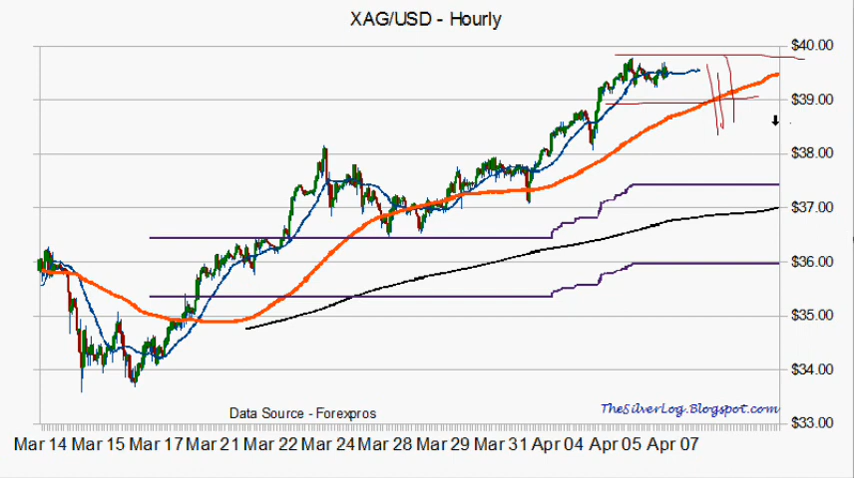 XAG/USD - Hourly
$40.00
$39.00
$38.00
$37.00
$36.00
$35.00
$34.00
$33.00
Data Source - Forexpros
TheSilverLog.Blogspot.com
Mar 14 Mar 15 Mar 17 Mar 21 Mar 22 Mar 24 Mar 28 Mar 29 Mar 31 Apr 04 Apr 05 Apr 07